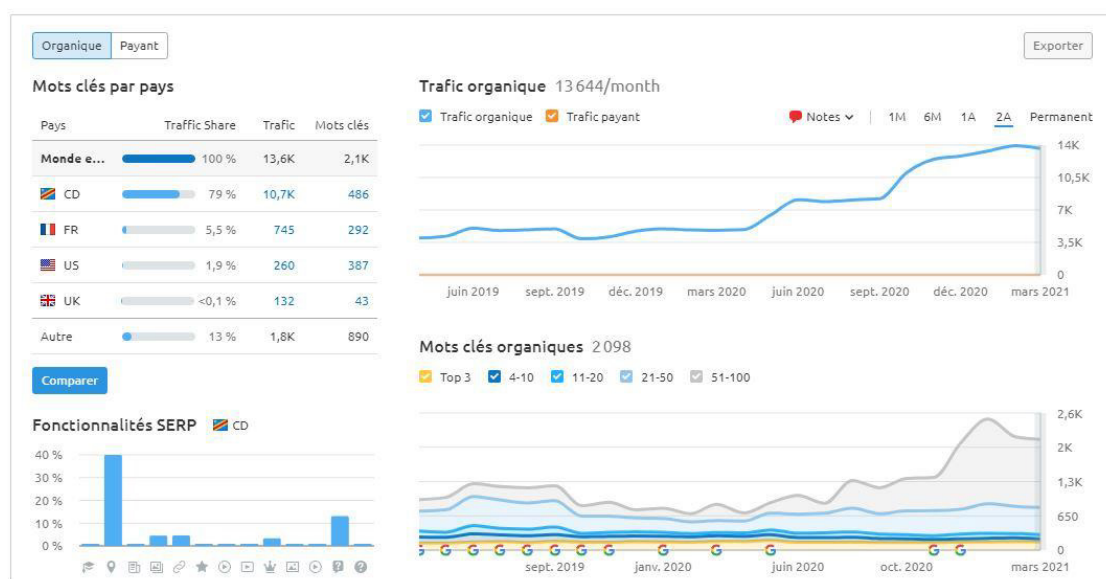 Organique Payant
Exporter
Mots clés par pays
Pays Traffic Share Trafic Mots clés
Monde e... 100 % 13,6K 2,1K
CD 79 % 10,7K 486
FR 5,5 % 745 292
US 1,9 % 260 387
UK <0,1 % 132 43
Autre 13 % 1,8K 890
Comparer
Fonctionnalités SERP CD
40 %
30 %
20 %
10 %
0 %
Trafic organique 13 644/month
Trafic organique Trafic payant Notes 1M 6M 1A 2A Permanent
14K
10,5K
7K
3,5K
0
juin 2019 sept. 2019 déc. 2019 mars 2020 juin 2020 sept. 2020 déc. 2020 mars 2021
Mots clés organiques 2 098
Top 3 4-10 11-20 21-50 51-100
2,6K
2K
1,3K
650
0
sept. 2019 janv. 2020 juin 2020 oct. 2020 mars 2021